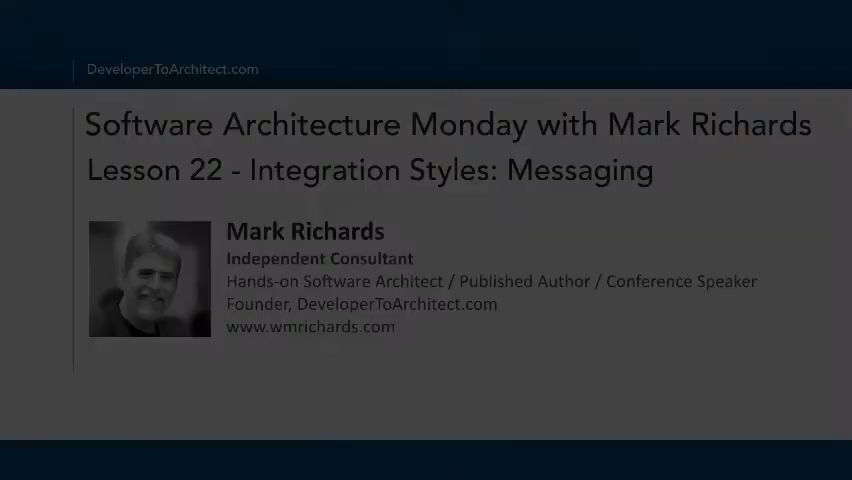 DeveloperToArchitect.com
Software Architecture Monday with Mark Richards
Lesson 22 - Integration Styles: Messaging
Mark Richards
Independent Consultant
Hands-on Software Architect / Published Author / Conference Speaker
Founder, DeveloperToArchitect.com
www.wmrichards.com